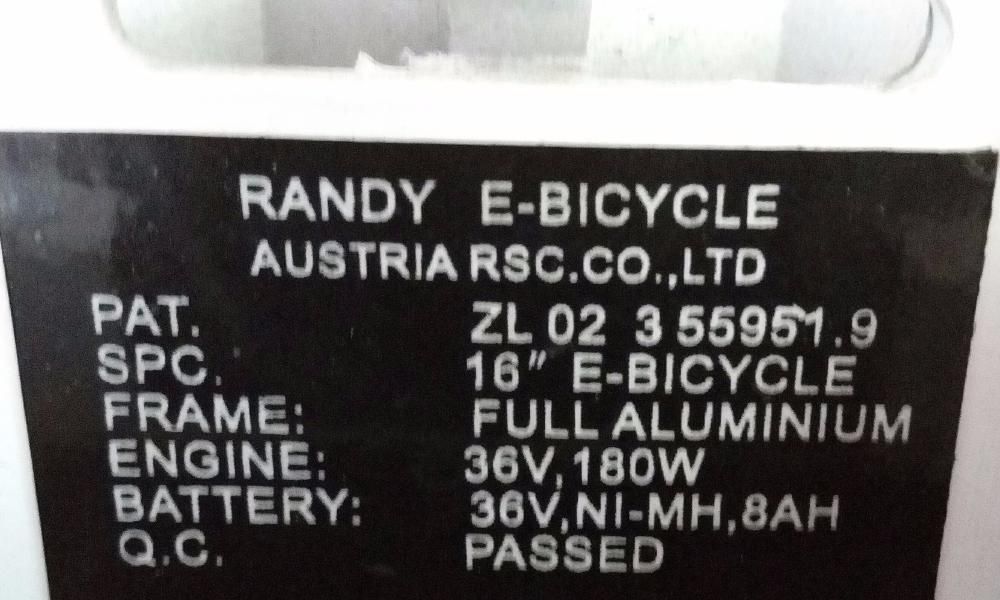 RANDY E-BICYCLE
AUSTRIA RSC.CO.,LTD
PAT. ZL 02 3 55951.9
SPC. 16" E-BICYCLE
FRAME: FULL ALUMINIUM
ENGINE: 36V,180W
BATTERY: 36V,NI-MH,8AH
Q.C. PASSED